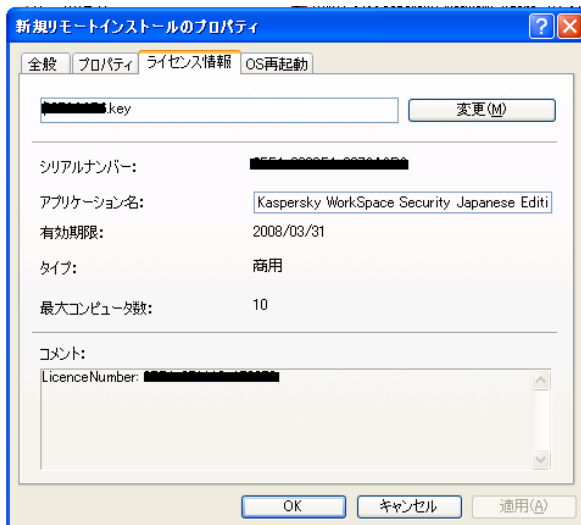 新規リモートインストールのプロパティ
全般 プロパティ ライセンス情報 OS再起動
.key 変更(M)
シリアルナンバー:
アプリケーション名: Kaspersky WorkSpace Security Japanese Editi
有効期限: 2008/03/31
タイプ: 商用
最大コンピュータ数: 10
コメント:
LicenceNumber:
OK キャンセル 適用(A)